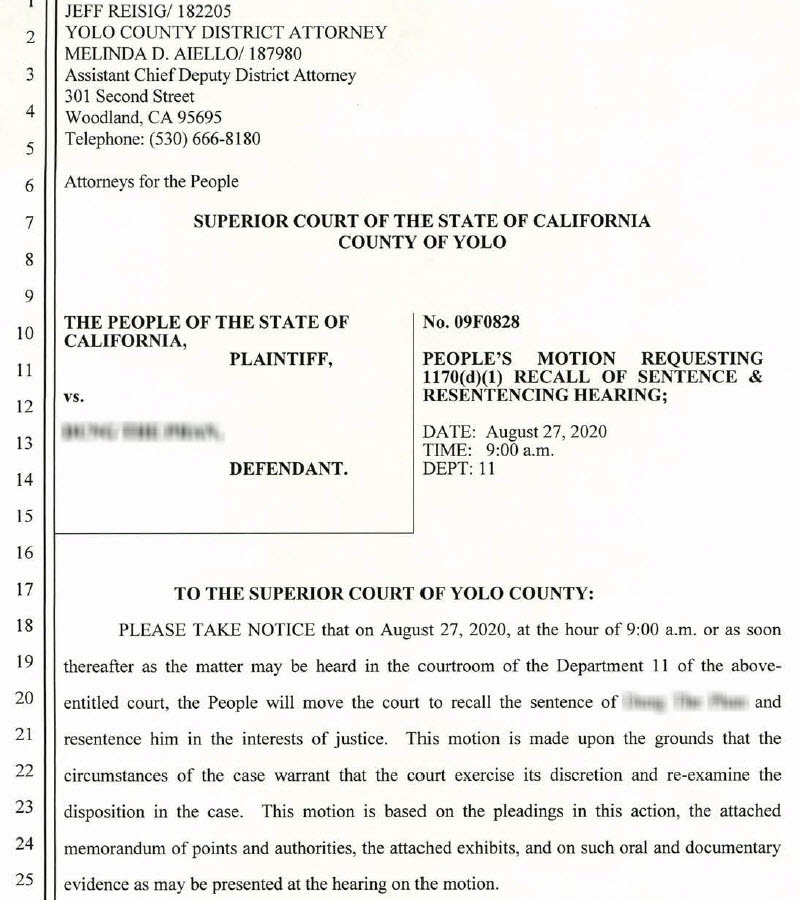 1
JEFF REISIG/ 182205
2 YOLO COUNTY DISTRICT ATTORNEY
MELINDA D. AIELLO/ 187980
3 Assistant Chief Deputy District Attorney
301 Second Street
4 Woodland, CA 95695
5 Telephone: (530) 666-8180
6 Attorneys for the People
7 SUPERIOR COURT OF THE STATE OF CALIFORNIA
COUNTY OF YOLO
8
9
10 THE PEOPLE OF THE STATE OF
CALIFORNIA,
11 PLAINTIFF,
12 vs.
13
14 DEFENDANT.
No. 09F0828
PEOPLE'S MOTION REQUESTING
1170(d)(1) RECALL OF SENTENCE &
RESENTENCING HEARING;
DATE: August 27, 2020
TIME: 9:00 a.m.
DEPT: 11
15
16
17 TO THE SUPERIOR COURT OF YOLO COUNTY:
18 PLEASE TAKE NOTICE that on August 27, 2020, at the hour of 9:00 a.m. or as soon
19 thereafter as the matter may be heard in the courtroom of the Department 11 of the above-
20 entitled court, the People will move the court to recall the sentence of and
21 resentence him in the interests of justice. This motion is made upon the grounds that the
22 circumstances of the case warrant that the court exercise its discretion and re-examine the
23 disposition in the case. This motion is based on the pleadings in this action, the attached
24 memorandum of points and authorities, the attached exhibits, and on such oral and documentary
25 evidence as may be presented at the hearing on the motion.